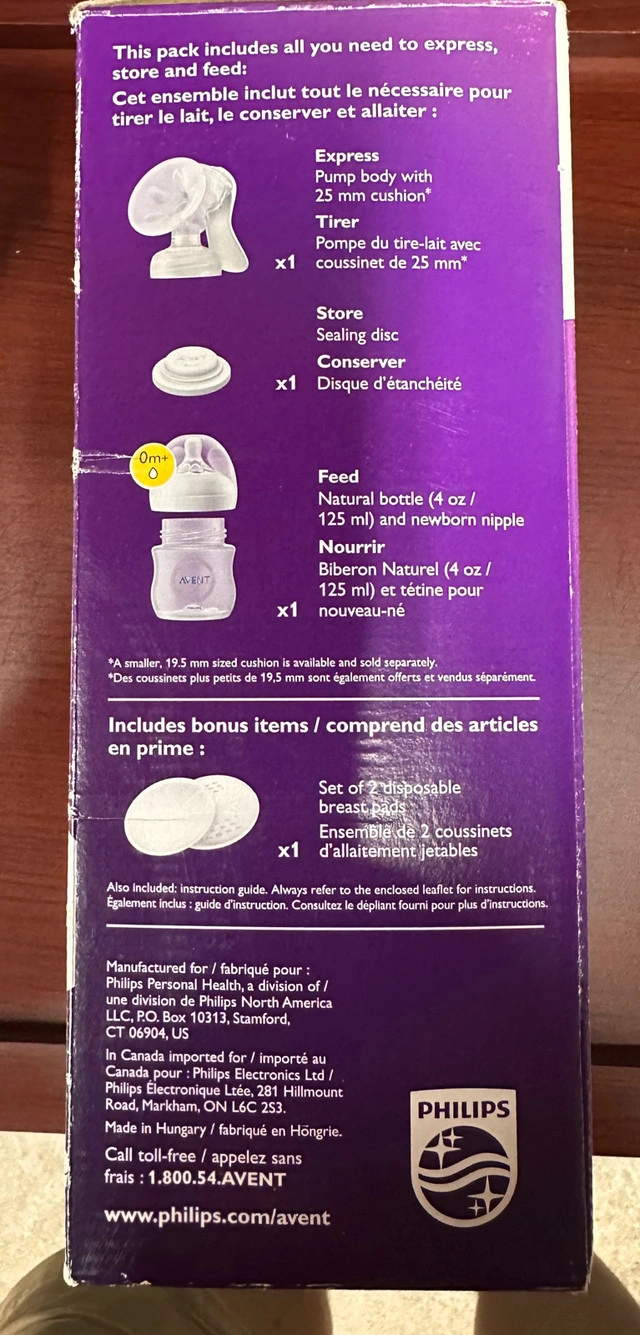 This pack includes all you need to express,
store and feed:
Cet ensemble inclut tout le nécessaire pour
tirer le lait, le conserver et allaiter :
Express
Pump body with
25 mm cushion*
Tirer
Pompe du tire-lait avec
x1 coussinet de 25 mm*
Store
Sealing disc
Conserver
x1 Disque d'étanchéité
0m+
Feed
Natural bottle (4 oz /
125 ml) and newborn nipple
Nourrir
Biberon Naturel (4 oz /
AVENT
125 ml) et tétine pour
x1 nouveau-né
*A smaller, 19.5 mm sized cushion is available and sold separately.
*Des coussinets plus petits de 19,5 mm sont également offerts et vendus séparément.
Includes bonus items / comprend des articles
en prime :
Set of 2 disposable
breast pads
Ensemble de 2 coussinets
x1 d'allaitement jetables
Also included: instruction guide. Always refer to the enclosed leaflet for instructions.
Également inclus : guide d'instruction. Consultez le dépliant fourni pour plus d'instructions.
Manufactured for / fabriqué pour :
Philips Personal Health, a division of /
une division de Philips North America
LLC, P.O. Box 10313, Stamford,
CT 06904, US
In Canada imported for / importé au
Canada pour : Philips Electronics Ltd /
Philips Électronique Ltée, 281 Hillmount
Road, Markham, ON L6C 2S3.
Made in Hungary / fabriqué en Hongrie.
Call toll-free / appelez sans
frais : 1.800.54.AVENT
www.philips.com/avent
PHILIPS